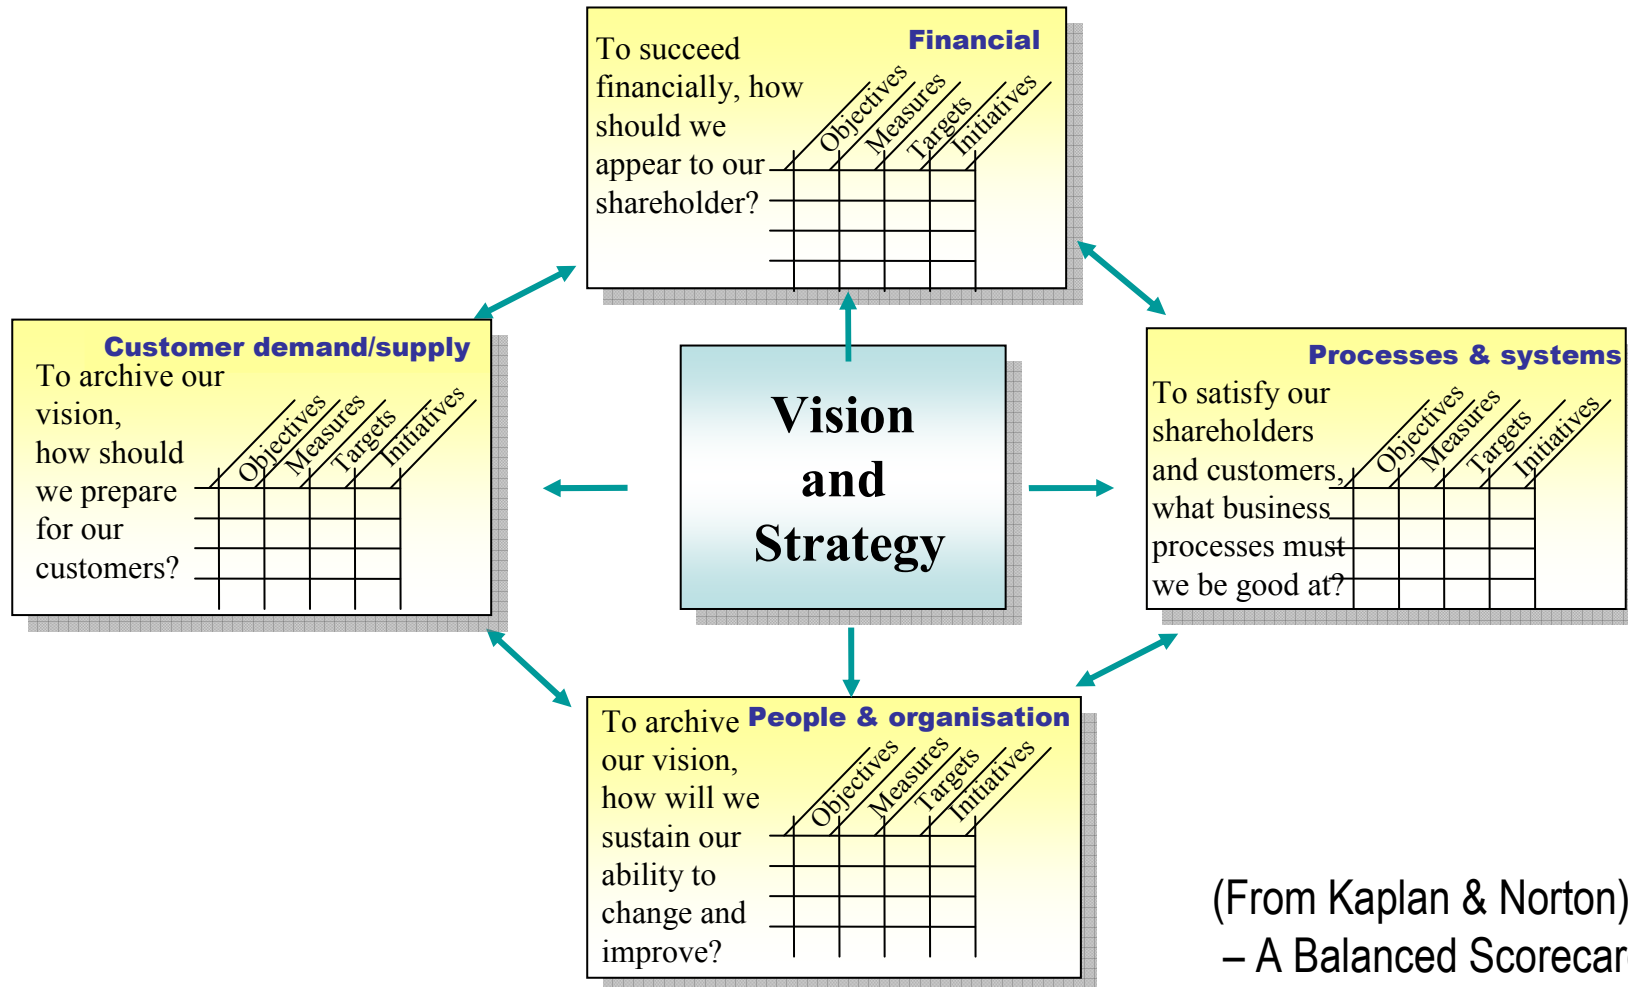 Financial
To succeed
financially, how
should we
appear to our
shareholder?
Objectives
Measures
Targets
Initiatives
Customer demand/supply
To archive our
vision,
how should
we prepare
for our
customers?
Objectives
Measures
Targets
Initiatives
Vision
and
Strategy
Processes & systems
To satisfy our
shareholders
and customers,
what business
processes must
we be good at?
Objectives
Measures
Targets
Initiatives
People & organisation
To archive
our vision,
how will we
sustain our
ability to
change and
improve?
Objectives
Measures
Targets
Initiatives
(From Kaplan & Norton)
– A Balanced Scorecar